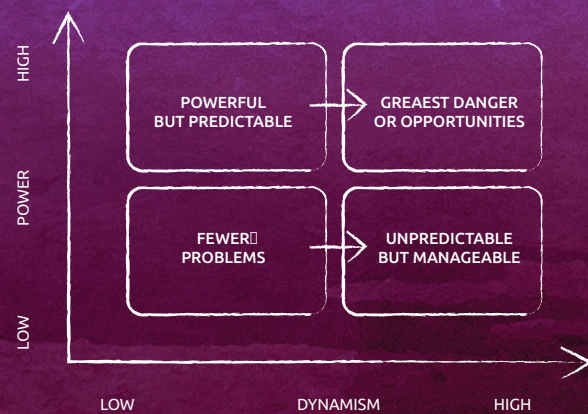 HIGH
POWER
LOW
POWERFUL
BUT PREDICTABLE
GREAEST DANGER
OR OPPORTUNITIES
FEWER
PROBLEMS
UNPREDICTABLE
BUT MANAGEABLE
LOW
DYNAMISM
HIGH